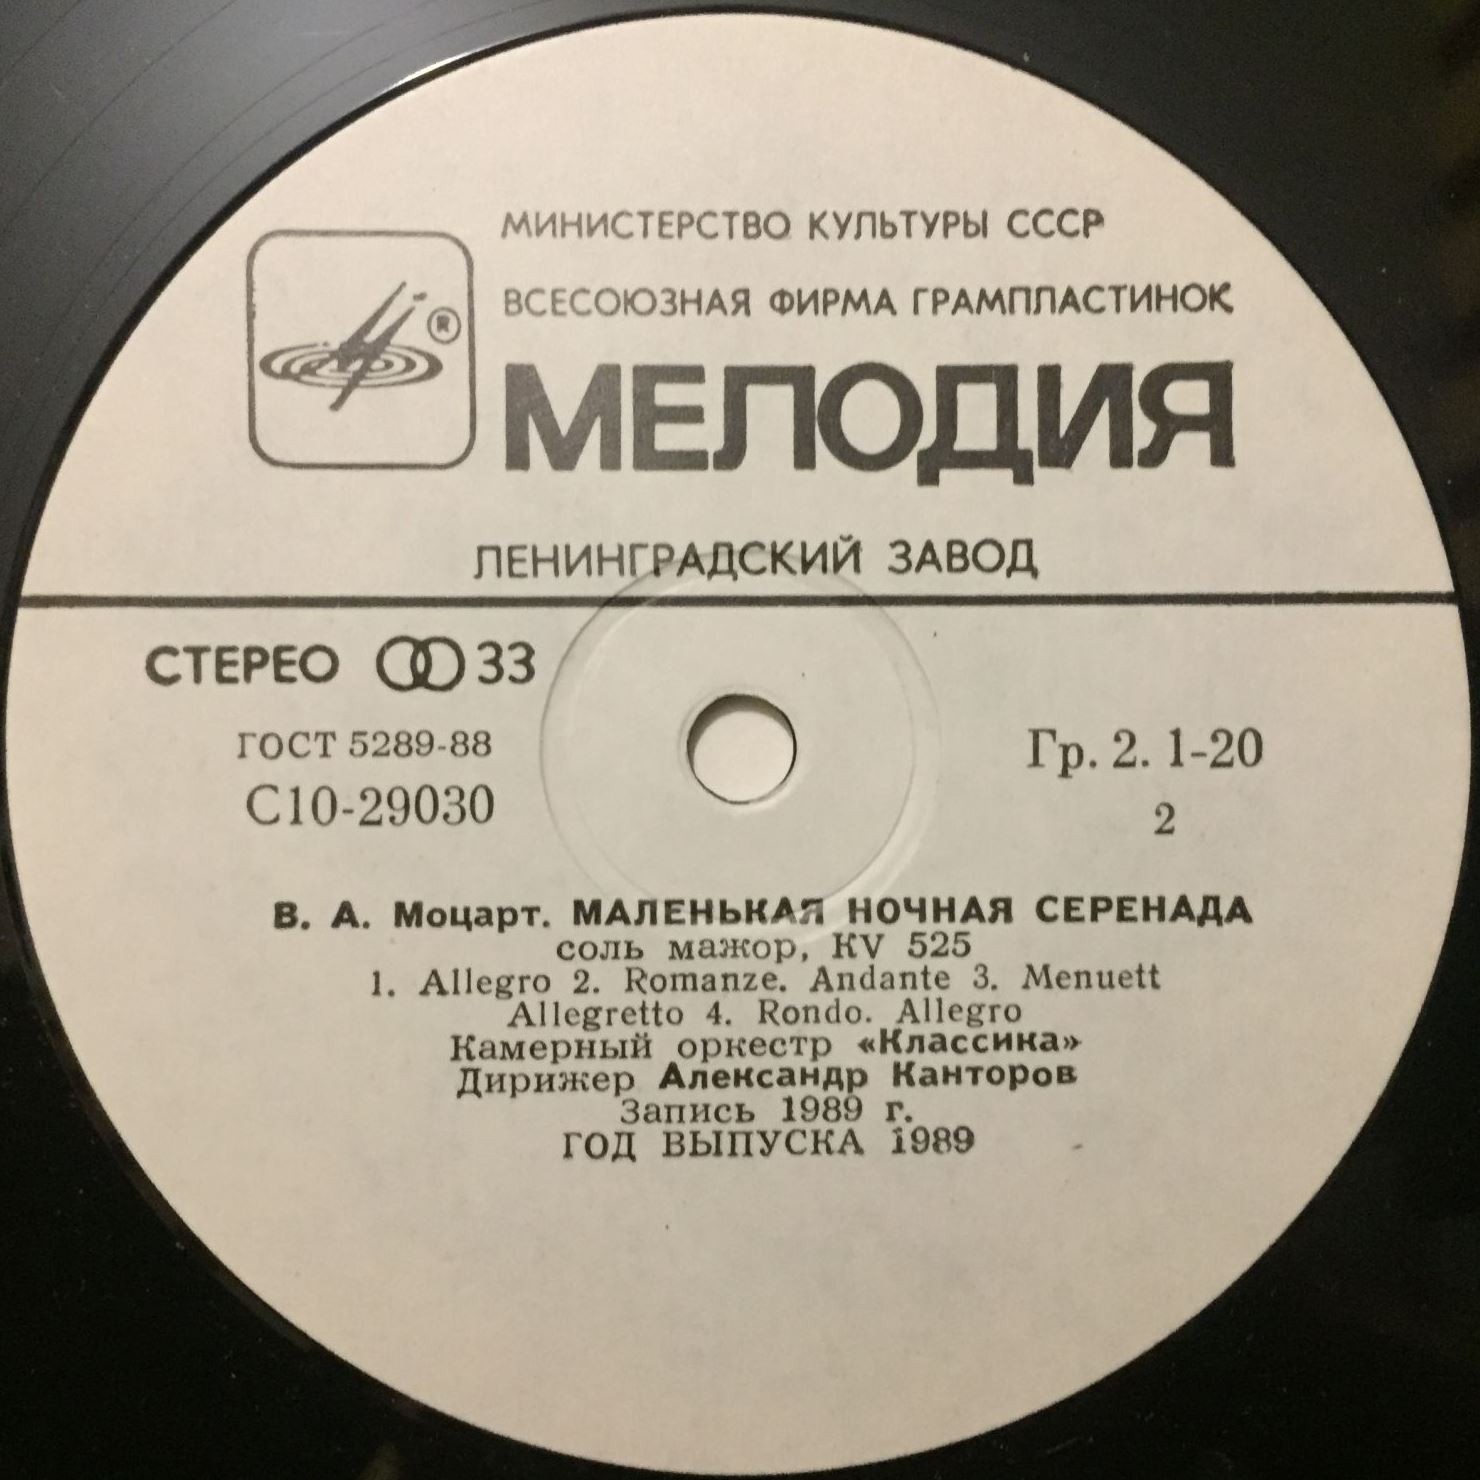 МИНИСТЕРСТВО КУЛЬТУРЫ СССР
ВСЕСОЮЗНАЯ ФИРМА ГРАМПЛАСТИНОК
®
МЕЛОДИЯ
ЛЕНИНГРАДСКИЙ ЗАВОД
СТЕРЕО 33
ГОСТ 5289-88
Гр. 2. 1-20
С10-29030
2
В. А. Моцарт. МАЛЕНЬКАЯ НОЧНАЯ СЕРЕНАДА
соль мажор, KV 525
1. Allegro 2. Romanze. Andante 3. Menuett
Allegretto 4. Rondo. Allegro
Камерный оркестр «Классика»
Дирижер Александр Канторов
Запись 1989 г.
ГОД ВЫПУСКА 1989